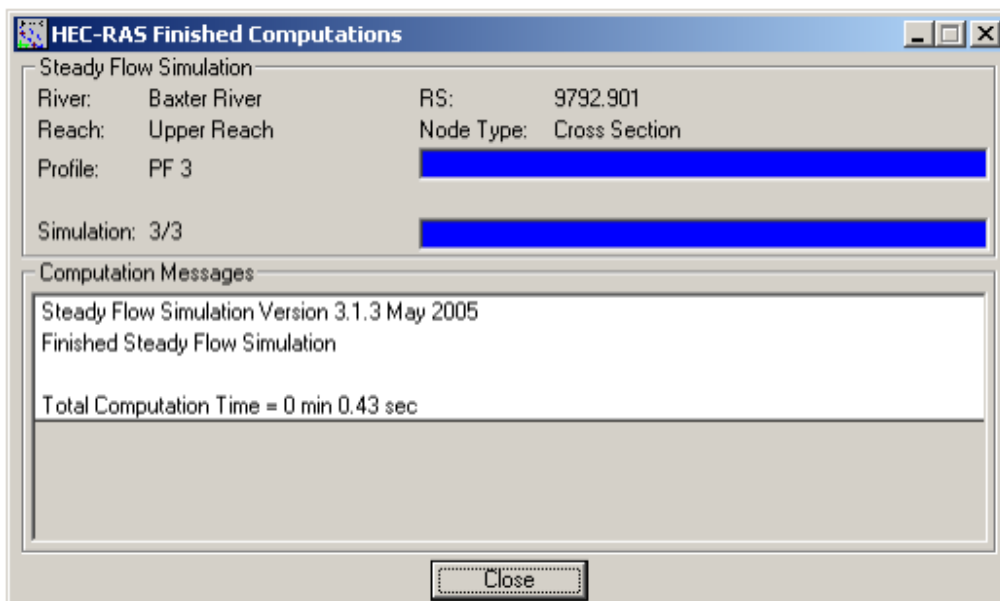 HEC-RAS Finished Computations
Steady Flow Simulation
River: Baxter River RS: 9792.901
Reach: Upper Reach Node Type: Cross Section
Profile: PF 3
Simulation: 3/3
Computation Messages
Steady Flow Simulation Version 3.1.3 May 2005
Finished Steady Flow Simulation
Total Computation Time = 0 min 0.43 sec
Close